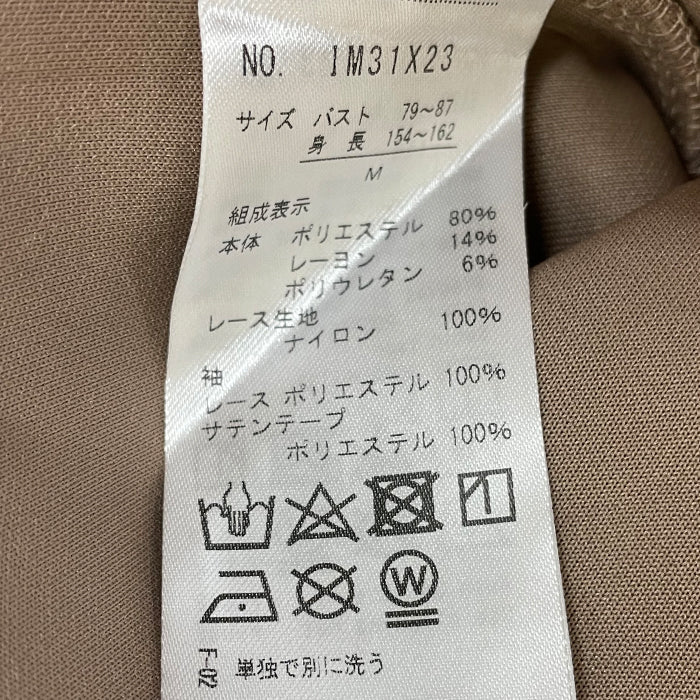 NO. IM31X23
サイズ バスト 79~87
身長 154~162
M
組成表示
本体 ポリエステル 80%
レーヨン 14%
ポリウレタン 6%
レース生地
ナイロン 100%
袖
レース ポリエステル 100%
サテンテープ
ポリエステル 100%
W
F-02 単独で別に洗う